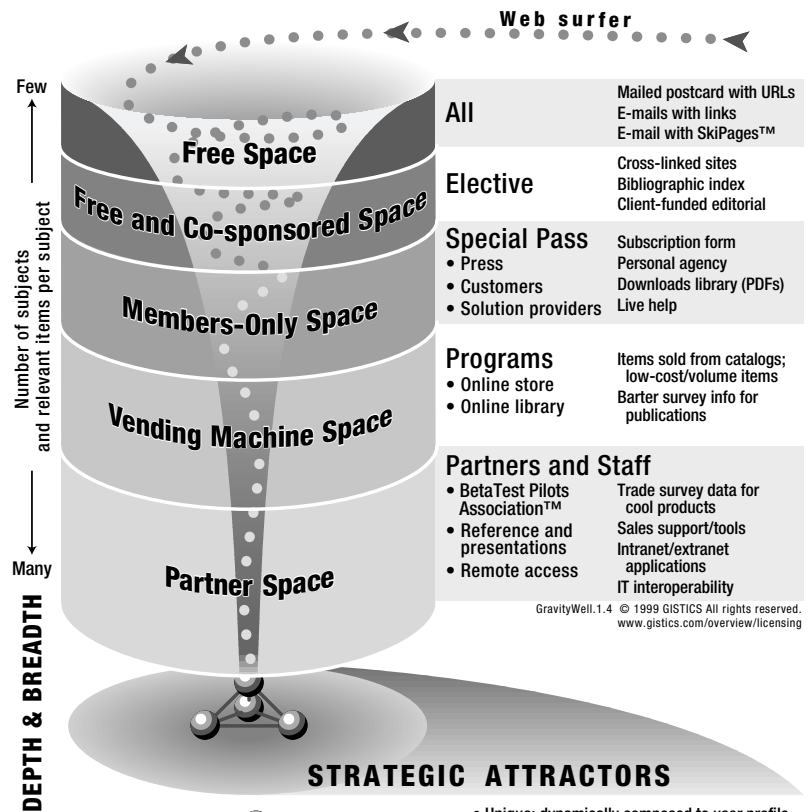 Web surfer
Few
Number of subjects
and relevant items per subject
Many
DEPTH & BREADTH
Free Space
Free and Co-sponsored Space
Members-Only Space
Vending Machine Space
Partner Space
All
Mailed postcard with URLs
E-mails with links
E-mail with SkiPages™
Elective
Cross-linked sites
Bibliographic index
Client-funded editorial
Special Pass
• Press
• Customers
• Solution providers
Subscription form
Personal agency
Downloads library (PDFs)
Live help
Programs
• Online store
• Online library
Items sold from catalogs;
low-cost/volume items
Barter survey info for
publications
Partners and Staff
• BetaTest Pilots
Association™
• Reference and
presentations
• Remote access
Trade survey data for
cool products
Sales support/tools
Intranet/extranet
applications
IT interoperability
GravityWell.1.4 © 1999 GISTICS All rights reserved.
www.gistics.com/overview/licensing
STRATEGIC ATTRACTORS
• Unique: dynamically composed to user profile